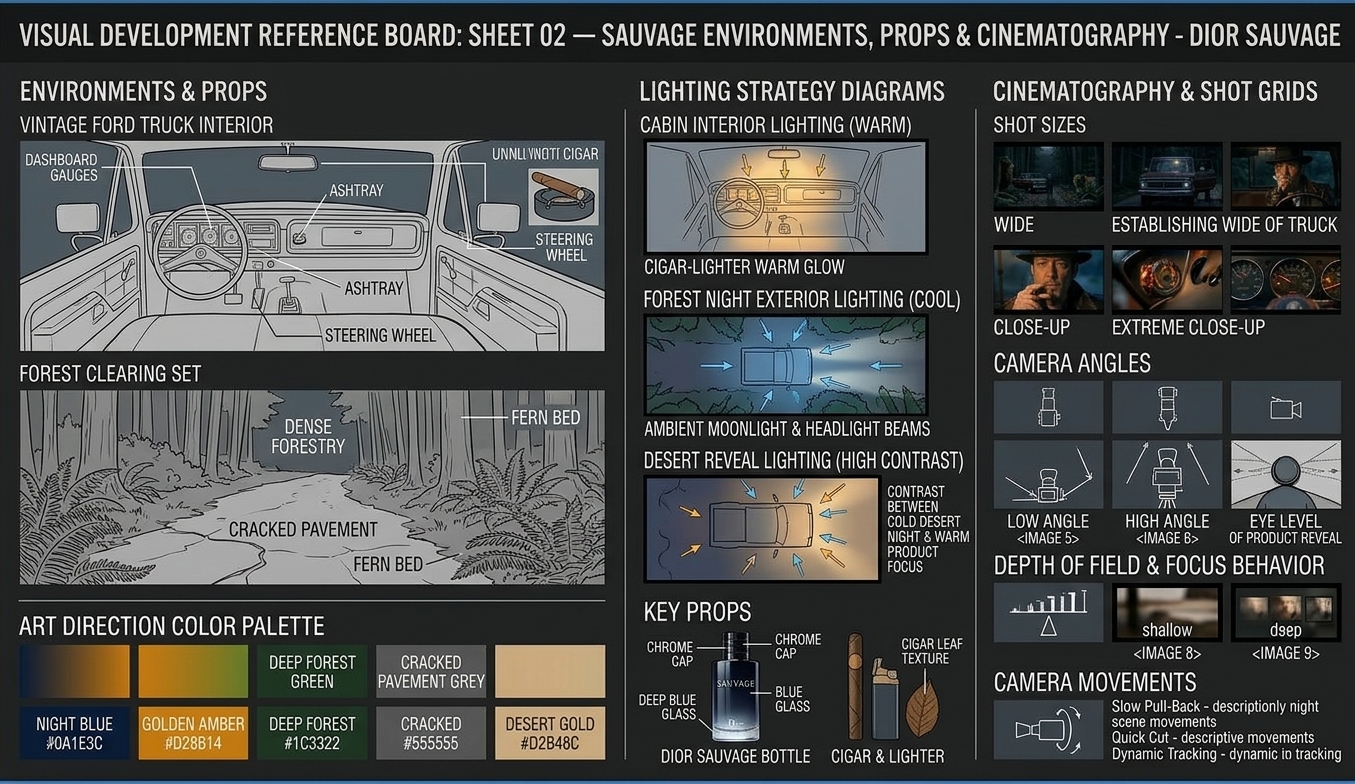 VISUAL DEVELOPMENT REFERENCE BOARD: SHEET 02 — SAUVAGE ENVIRONMENTS, PROPS & CINEMATOGRAPHY - DIOR SAUVAGE
ENVIRONMENTS & PROPS
VINTAGE FORD TRUCK INTERIOR
DASHBOARD
GAUGES
ASHTRAY
CIGAR
STEERING
WHEEL
ASHTRAY
STEERING WHEEL
FOREST CLEARING SET
DENSE
FORESTRY
FERN BED
CRACKED PAVEMENT
FERN BED
ART DIRECTION COLOR PALETTE
DEEP FOREST
GREEN
CRACKED
PAVEMENT GREY
NIGHT BLUE
#0A1E3C
GOLDEN AMBER
#D28B14
DEEP FOREST
#1C3322
CRACKED
#555555
DESERT GOLD
#D2B48C
LIGHTING STRATEGY DIAGRAMS
CABIN INTERIOR LIGHTING (WARM)
CIGAR-LIGHTER WARM GLOW
FOREST NIGHT EXTERIOR LIGHTING (COOL)
AMBIENT MOONLIGHT & HEADLIGHT BEAMS
DESERT REVEAL LIGHTING (HIGH CONTRAST)
CONTRAST
BETWEEN
COLD DESERT
NIGHT & WARM
PRODUCT
FOCUS
KEY PROPS
CHROME
CAP
CHROME
CAP
DEEP BLUE
GLASS
BLUE
GLASS
DIOR SAUVAGE BOTTLE
CIGAR LEAF
TEXTURE
CIGAR & LIGHTER
CINEMATOGRAPHY & SHOT GRIDS
SHOT SIZES
WIDE
ESTABLISHING WIDE OF TRUCK
CLOSE-UP
EXTREME CLOSE-UP
CAMERA ANGLES
LOW ANGLE
<IMAGE 5>
HIGH ANGLE
<IMAGE 8>
EYE LEVEL
OF PRODUCT REVEAL
DEPTH OF FIELD & FOCUS BEHAVIOR
shallow
<IMAGE 8>
deep
<IMAGE 9>
CAMERA MOVEMENTS
Slow Pull-Back - descriptionly night
scene movements
Quick Cut - descriptive movements
Dynamic Tracking - dynamic io tracking